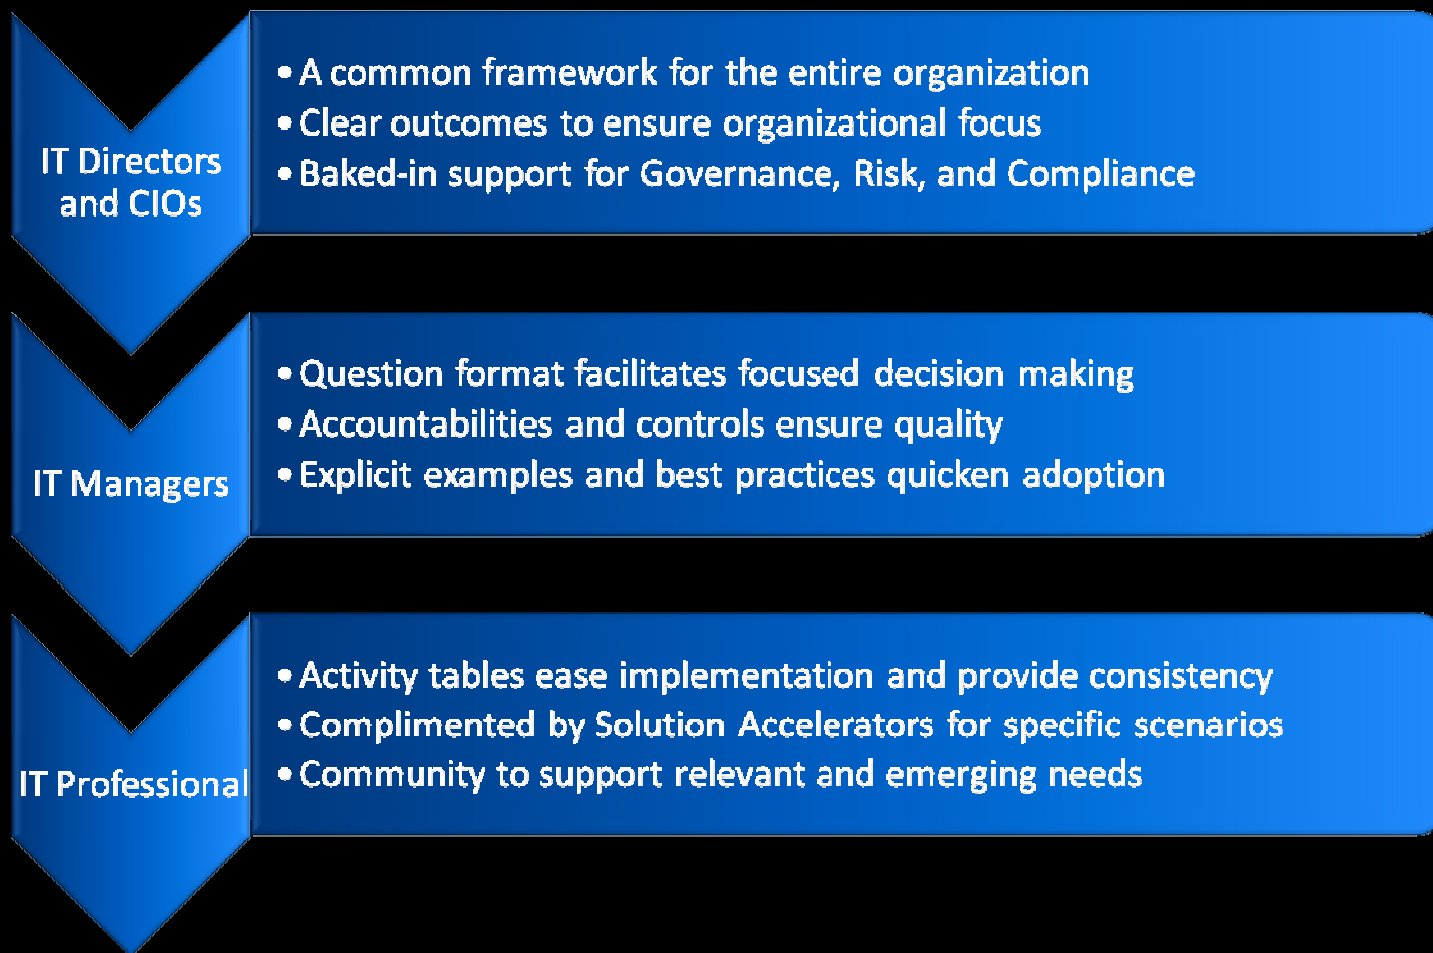 IT Directors
and CIOs
• A common framework for the entire organization
• Clear outcomes to ensure organizational focus
• Baked-in support for Governance, Risk, and Compliance
IT Managers
• Question format facilitates focused decision making
• Accountabilities and controls ensure quality
• Explicit examples and best practices quicken adoption
IT Professional
• Activity tables ease implementation and provide consistency
• Complimented by Solution Accelerators for specific scenarios
• Community to support relevant and emerging needs